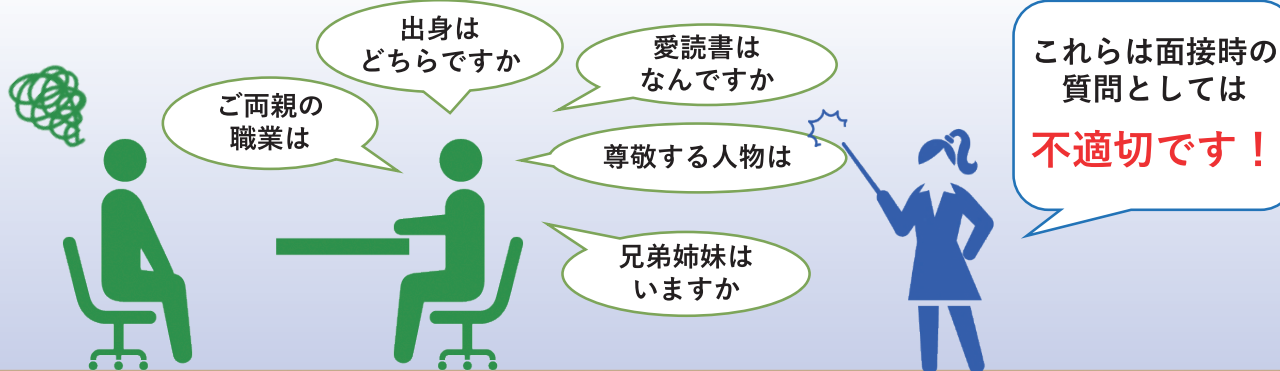 出身は
どちらですか
愛読書は
なんですか
ご両親の
職業は
尊敬する人物は
兄弟姉妹は
いますか
これらは面接時の
質問としては
不適切です！